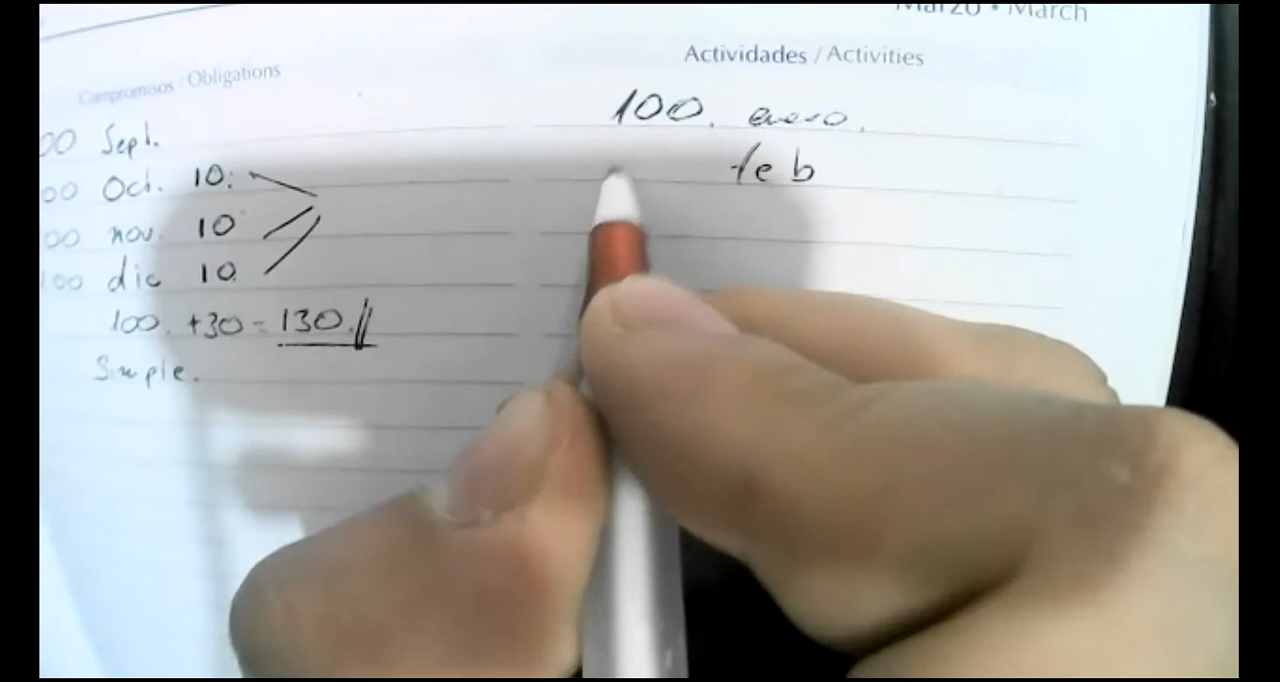 Marzo • March
Compromisos / Obligations
00 Sept.
00 Oct. 10.
00 nov. 10
100 dic 10
100. +30 = 130.
Simple.
Actividades / Activities
100. enero.
feb